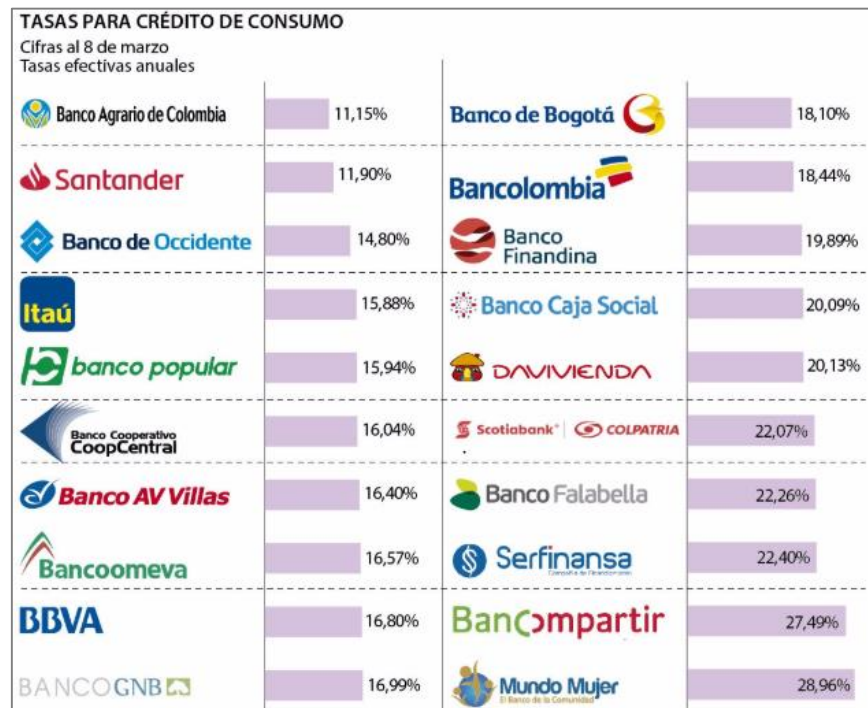 TASAS PARA CRÉDITO DE CONSUMO
Cifras al 8 de marzo
Tasas efectivas anuales
Banco Agrario de Colombia 11,15%
Santander 11,90%
Banco de Occidente 14,80%
Itaú 15,88%
banco popular 15,94%
Banco Cooperativo
CoopCentral 16,04%
Banco AV Villas 16,40%
Bancoomeva 16,57%
BBVA 16,80%
BANCO GNB 16,99%
Banco de Bogotá 18,10%
Bancolombia 18,44%
Banco
Finandina 19,89%
Banco Caja Social 20,09%
DAVIVIENDA 20,13%
Scotiabank COLPATRIA 22,07%
Banco Falabella 22,26%
Serfinansa 22,40%
Compañía de Financiamiento
Bancompartir 27,49%
Mundo Mujer 28,96%
El Banco de la Comunidad